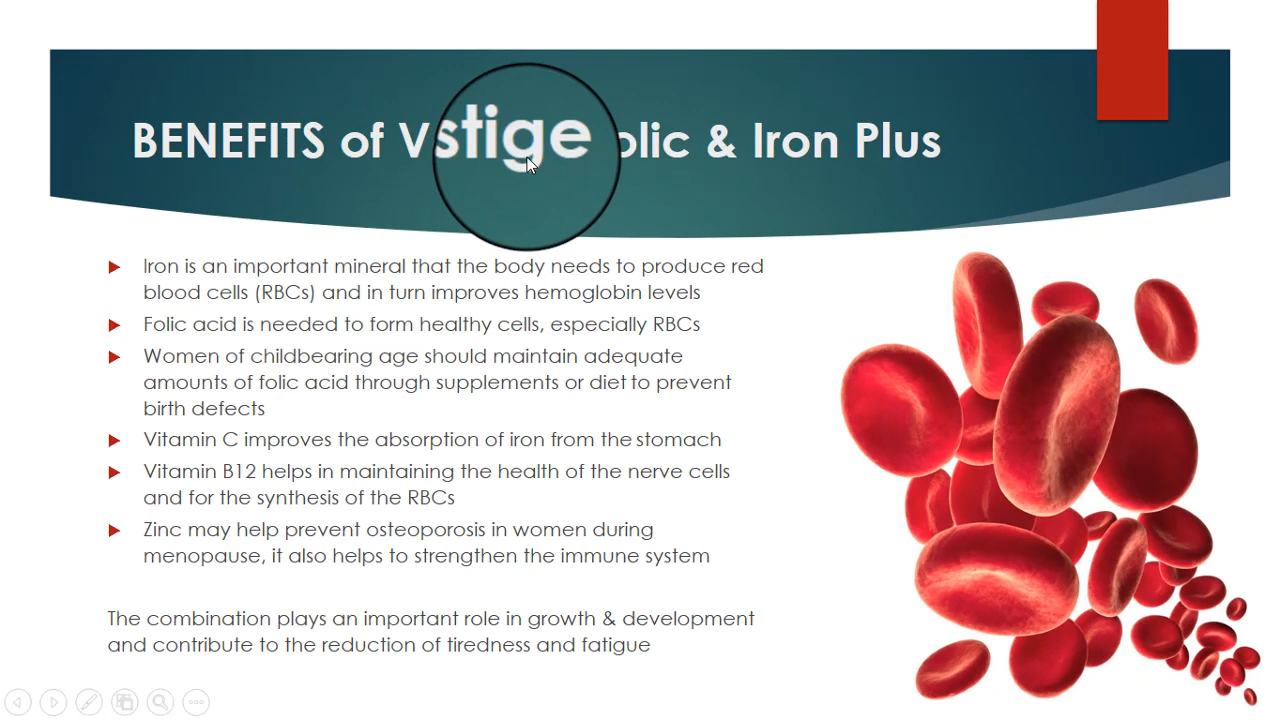 BENEFITS of Vstige olic & Iron Plus
Iron is an important mineral that the body needs to produce red
blood cells (RBCs) and in turn improves hemoglobin levels
Folic acid is needed to form healthy cells, especially RBCs
Women of childbearing age should maintain adequate
amounts of folic acid through supplements or diet to prevent
birth defects
Vitamin C improves the absorption of iron from the stomach
Vitamin B12 helps in maintaining the health of the nerve cells
and for the synthesis of the RBCs
Zinc may help prevent osteoporosis in women during
menopause, it also helps to strengthen the immune system
The combination plays an important role in growth & development
and contribute to the reduction of tiredness and fatigue